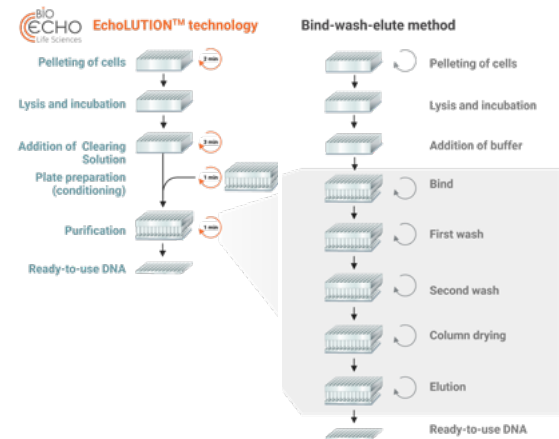 BIO
ECHO
Life Sciences
EchoLUTION™ technology
Pelleting of cells
3 min
Lysis and incubation
Addition of Clearing
Solution
3 min
Plate preparation
(conditioning)
1 min
Purification
1 min
Ready-to-use DNA
Bind-wash-elute method
Pelleting of cells
Lysis and incubation
Addition of buffer
Bind
First wash
Second wash
Column drying
Elution
Ready-to-use DNA